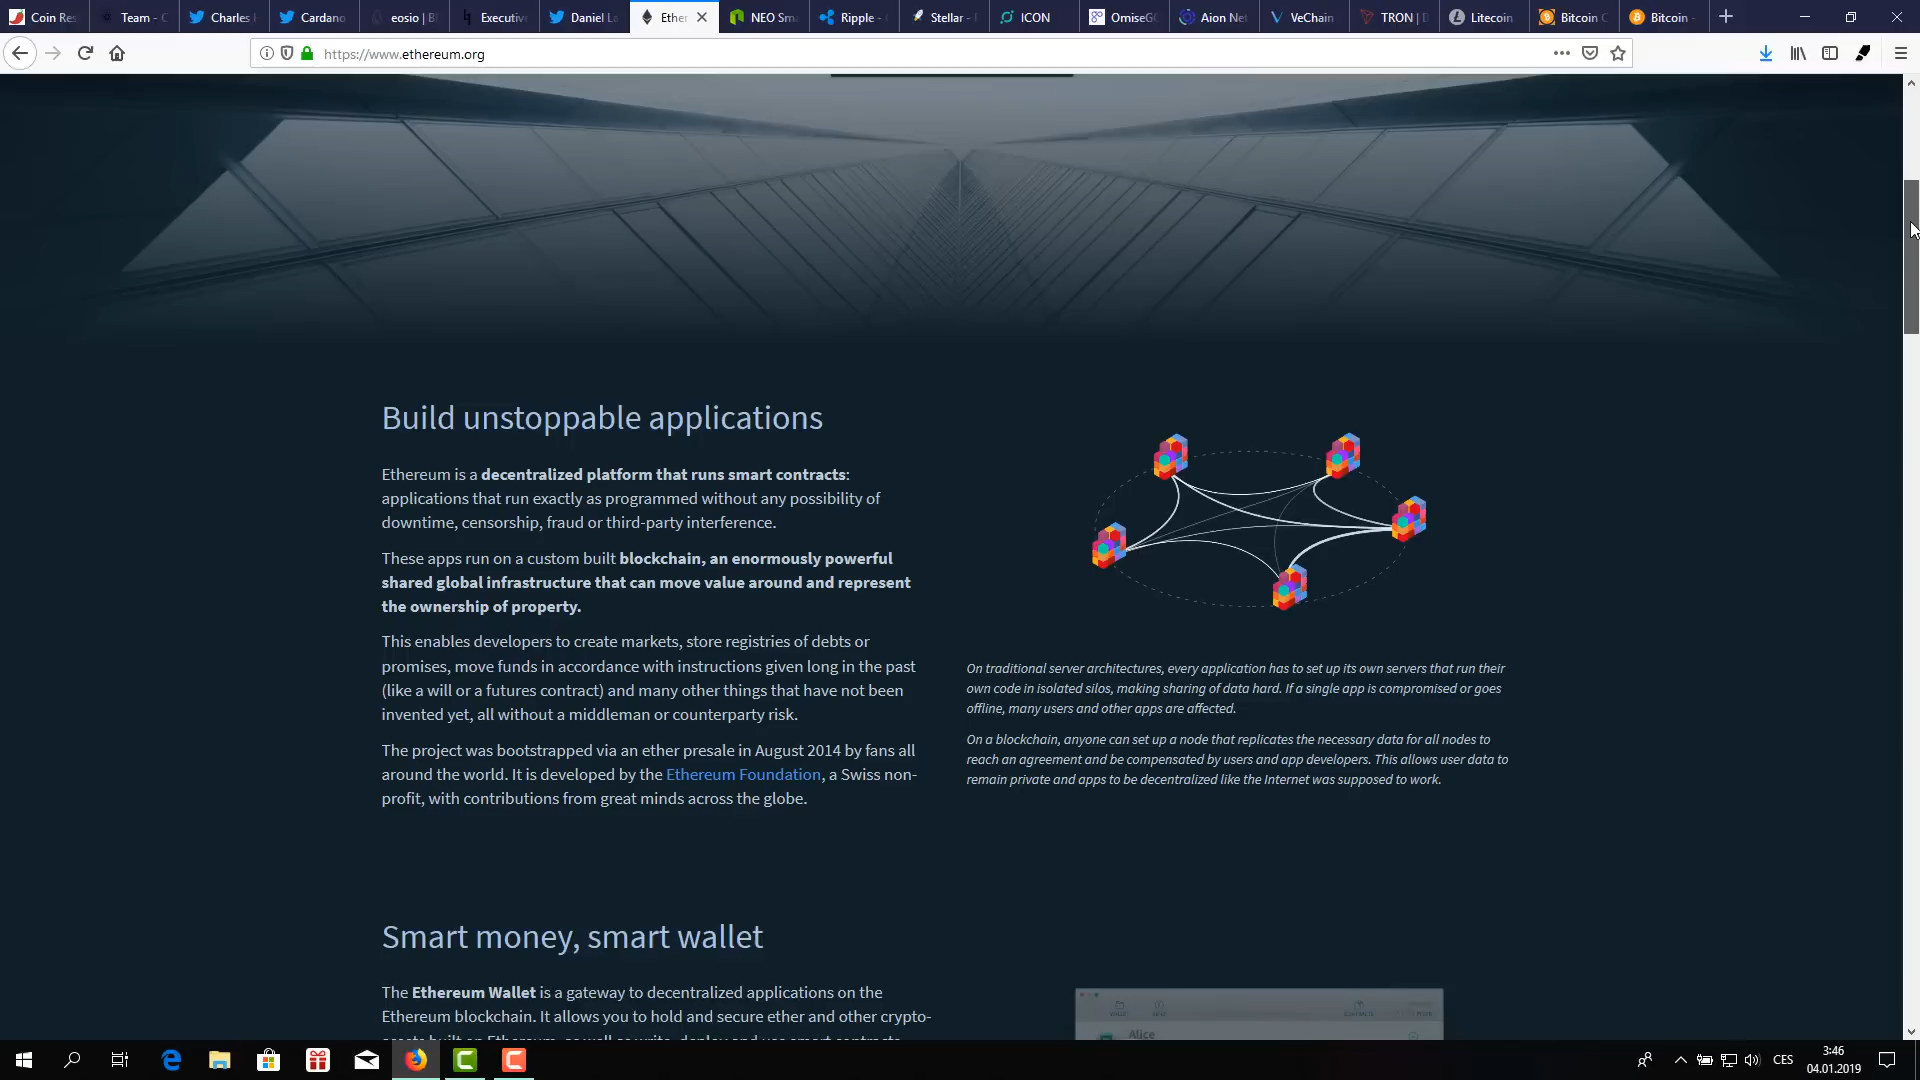 Coin Res
Team - C
Charles
Cardano
eosio | B
Executive
Daniel La
Ether
NEO Sma
Ripple -
Stellar -
ICON
OmiseG
Aion Net
VeChain
TRON | D
Litecoin
Bitcoin C
Bitcoin -
https://www.ethereum.org
Build unstoppable applications
Ethereum is a decentralized platform that runs smart contracts:
applications that run exactly as programmed without any possibility of
downtime, censorship, fraud or third-party interference.
These apps run on a custom built blockchain, an enormously powerful
shared global infrastructure that can move value around and represent
the ownership of property.
This enables developers to create markets, store registries of debts or
promises, move funds in accordance with instructions given long in the past
(like a will or a futures contract) and many other things that have not been
invented yet, all without a middleman or counterparty risk.
The project was bootstrapped via an ether presale in August 2014 by fans all
around the world. It is developed by the Ethereum Foundation, a Swiss non-
profit, with contributions from great minds across the globe.
On traditional server architectures, every application has to set up its own servers that run their
own code in isolated silos, making sharing of data hard. If a single app is compromised or goes
offline, many users and other apps are affected.
On a blockchain, anyone can set up a node that replicates the necessary data for all nodes to
reach an agreement and be compensated by users and app developers. This allows user data to
remain private and apps to be decentralized like the Internet was supposed to work.
Smart money, smart wallet
The Ethereum Wallet is a gateway to decentralized applications on the
Ethereum blockchain. It allows you to hold and secure ether and other crypto-
Alice
CES
3:46
04.01.2019